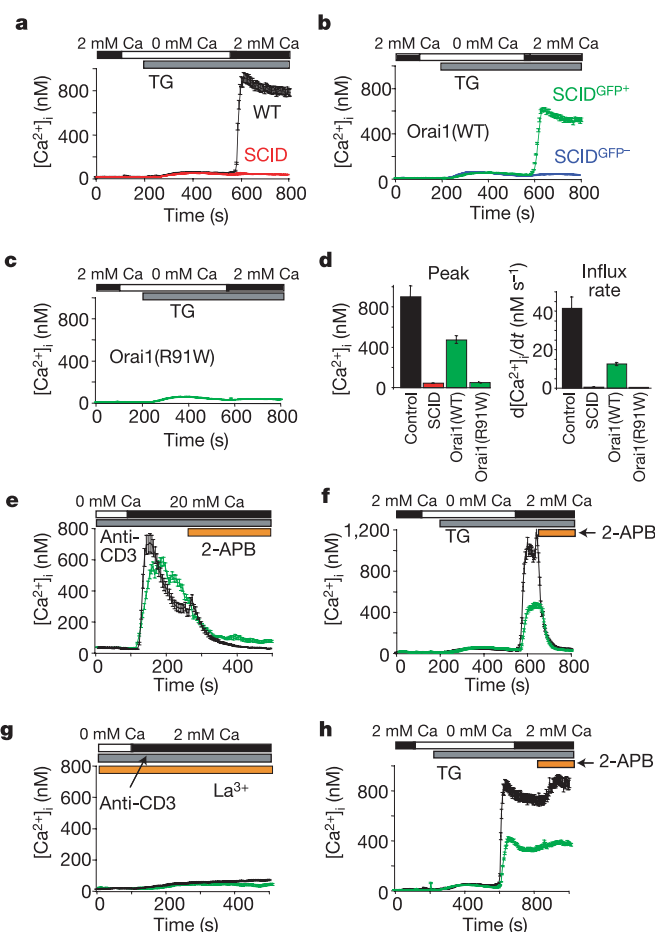 a
2 mM Ca 0 mM Ca 2 mM Ca
TG
WT
SCID
[Ca²⁺]ᵢ (nM)
800
400
0
0 200 400 600 800
Time (s)
b
2 mM Ca 0 mM Ca 2 mM Ca
TG
SCIDᴳᶠᴾ⁺
Orai1(WT)
SCIDᴳᶠᴾ⁻
[Ca²⁺]ᵢ (nM)
800
400
0
0 200 400 600 800
Time (s)
c
2 mM Ca 0 mM Ca 2 mM Ca
TG
Orai1(R91W)
[Ca²⁺]ᵢ (nM)
800
400
0
0 200 400 600 800
Time (s)
d
Peak
[Ca²⁺]ᵢ (nM)
800
400
0
Control
SCID
Orai1(WT)
Orai1(R91W)
Influx
rate
d[Ca²⁺]ᵢ/dt (nM s⁻¹)
40
20
0
Control
SCID
Orai1(WT)
Orai1(R91W)
e
0 mM Ca 20 mM Ca
Anti-
CD3
2-APB
[Ca²⁺]ᵢ (nM)
800
600
400
200
0
0 200 400
Time (s)
f
2 mM Ca 0 mM Ca 2 mM Ca
2-APB
TG
[Ca²⁺]ᵢ (nM)
1,200
800
400
0
0 200 400 600 800
Time (s)
g
0 mM Ca 2 mM Ca
Anti-CD3
La³⁺
[Ca²⁺]ᵢ (nM)
800
600
400
200
0
0 200 400
Time (s)
h
2 mM Ca 0 mM Ca 2 mM Ca
2-APB
TG
[Ca²⁺]ᵢ (nM)
800
400
0
0 200 400 600 800
Time (s)